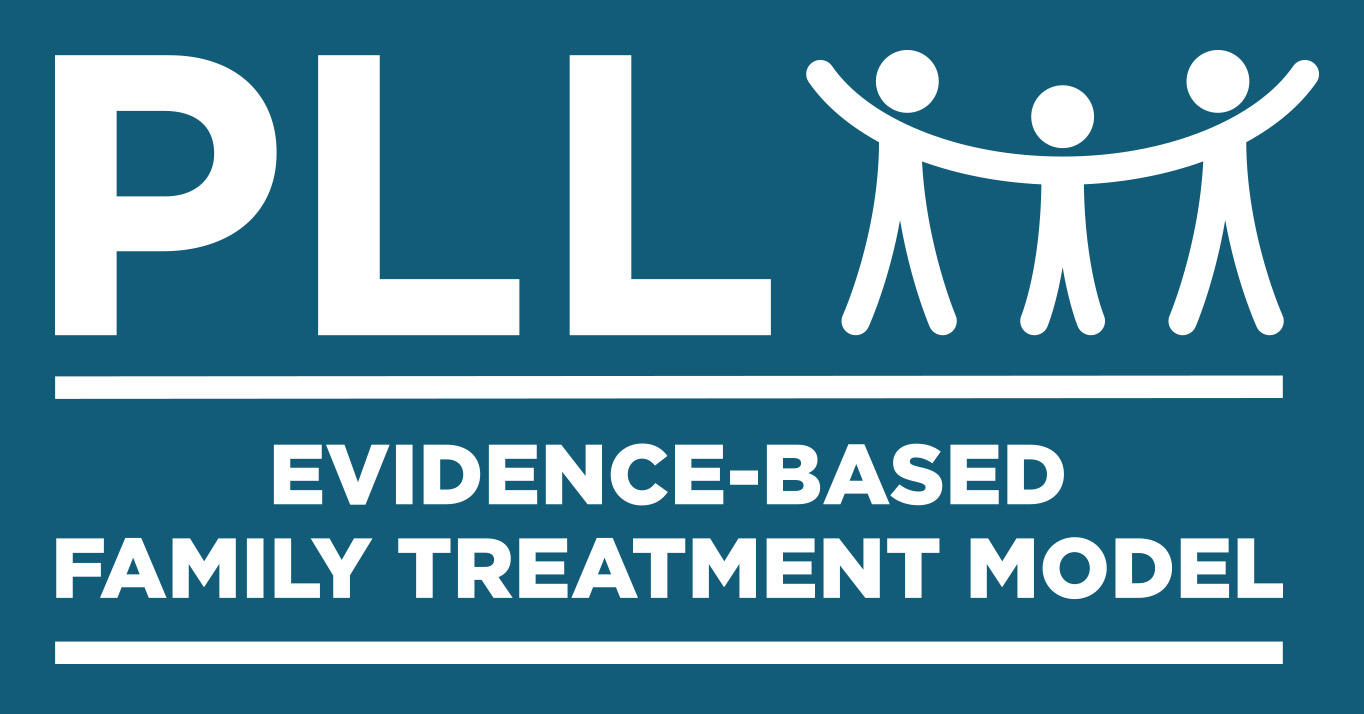 PLL
EVIDENCE-BASED
FAMILY TREATMENT MODEL